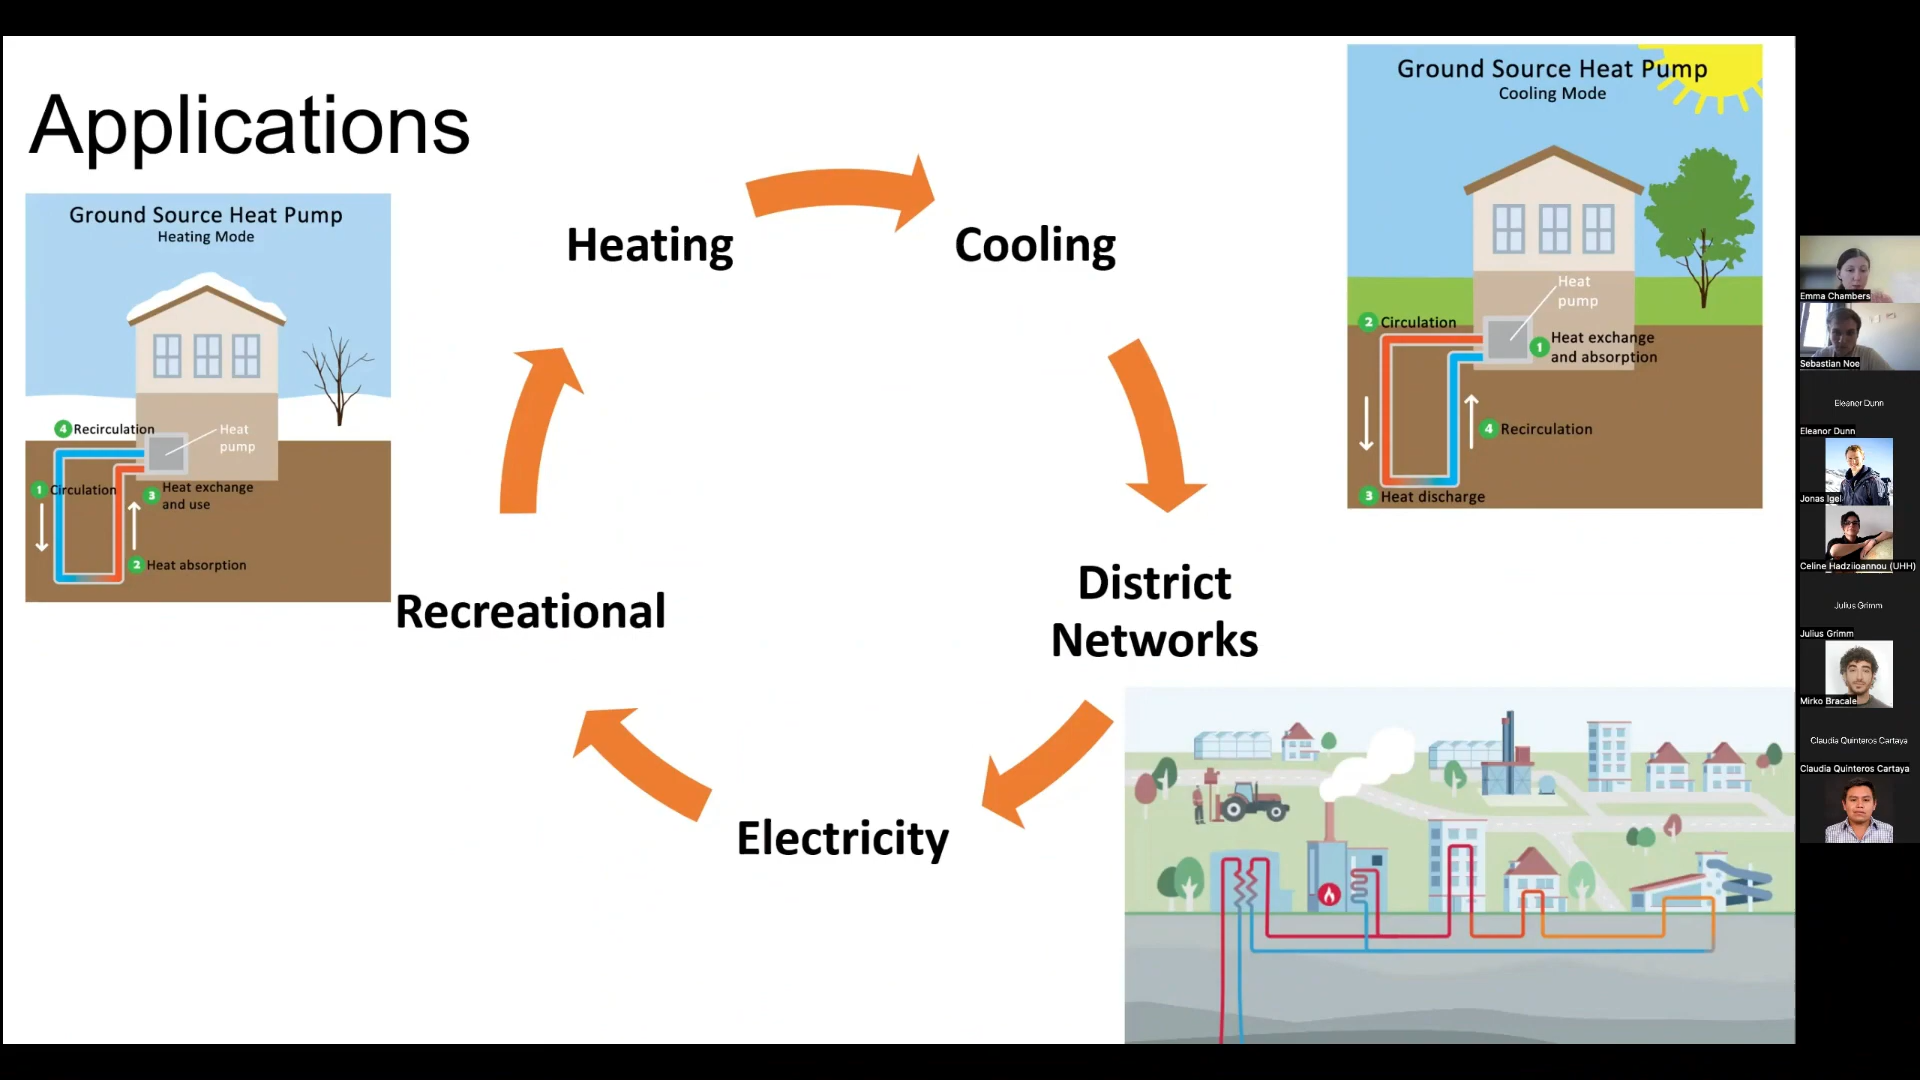 Applications
Ground Source Heat Pump
Heating Mode
4 Recirculation
Heat
pump
1 Circulation
3 Heat exchange
and use
2 Heat absorption
Heating
Cooling
District
Networks
Electricity
Recreational
Ground Source Heat Pump
Cooling Mode
Heat
pump
2 Circulation
1 Heat exchange
and absorption
4 Recirculation
3 Heat discharge
Emma Chambers
Sebastian Noe
Eleanor Dunn
Eleanor Dunn
Jonas Igel
Celine Hadziioannou (UHH)
Julius Grimm
Julius Grimm
Mirko Bracale
Claudia Quinteros Cartaya
Claudia Quinteros Cartaya